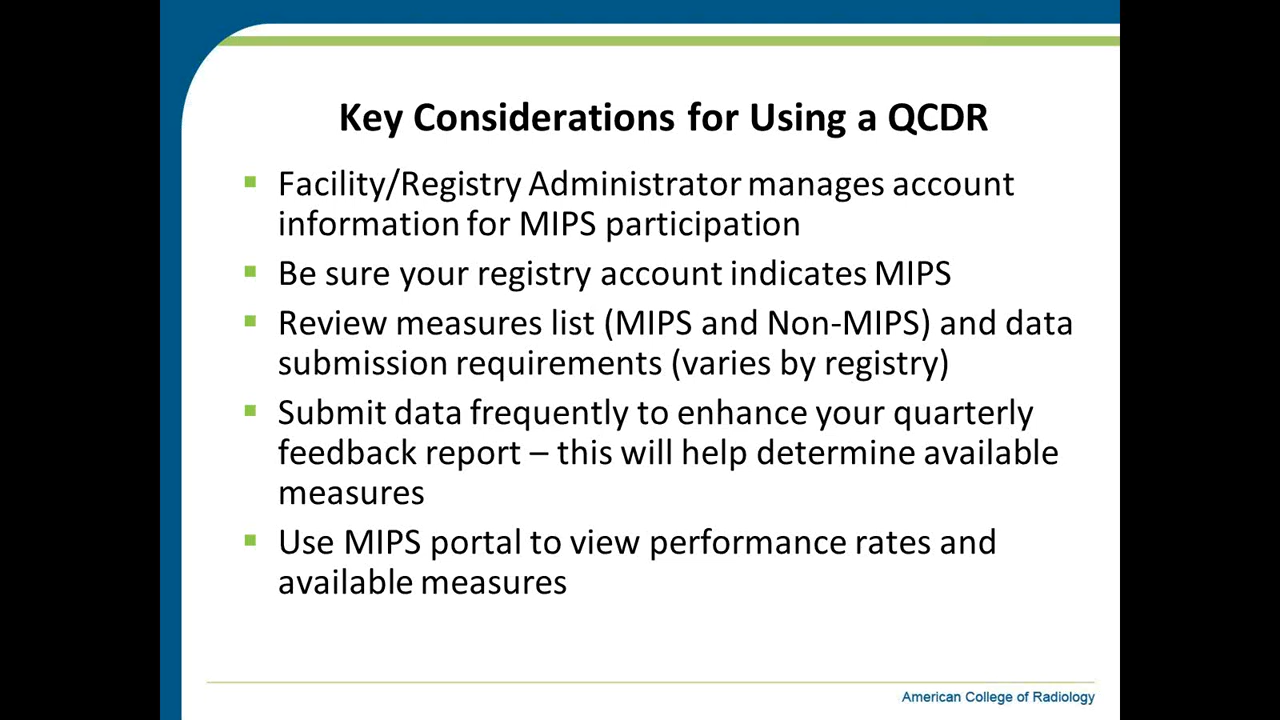 Key Considerations for Using a QCDR
Facility/Registry Administrator manages account
information for MIPS participation
Be sure your registry account indicates MIPS
Review measures list (MIPS and Non-MIPS) and data
submission requirements (varies by registry)
Submit data frequently to enhance your quarterly
feedback report – this will help determine available
measures
Use MIPS portal to view performance rates and
available measures
American College of Radiology